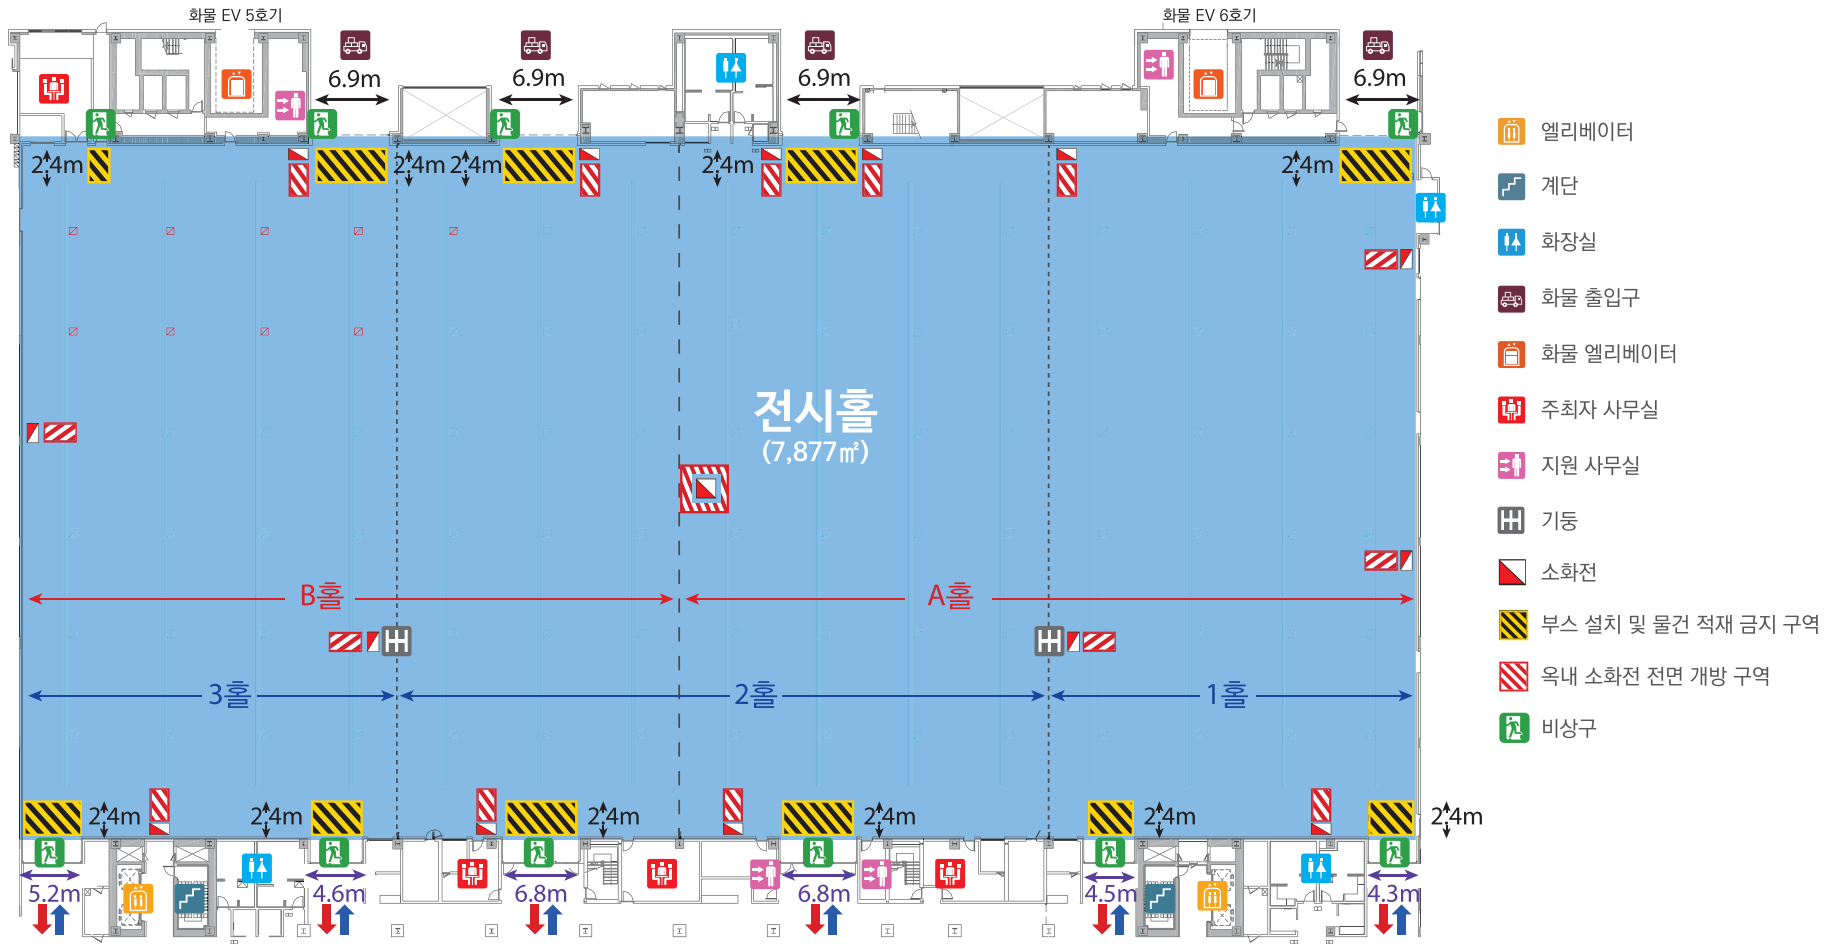 화물 EV 5호기
화물 EV 6호기
6.9m
6.9m
6.9m
6.9m
2.4m
2.4m
2.4m
2.4m
2.4m
전시홀
(7,877㎡)
B홀
A홀
3홀
2홀
1홀
2.4m
2.4m
2.4m
2.4m
2.4m
2.4m
5.2m
4.6m
6.8m
6.8m
4.5m
4.3m
엘리베이터
계단
화장실
화물 출입구
화물 엘리베이터
주최자 사무실
지원 사무실
기둥
소화전
부스 설치 및 물건 적재 금지 구역
옥내 소화전 전면 개방 구역
비상구